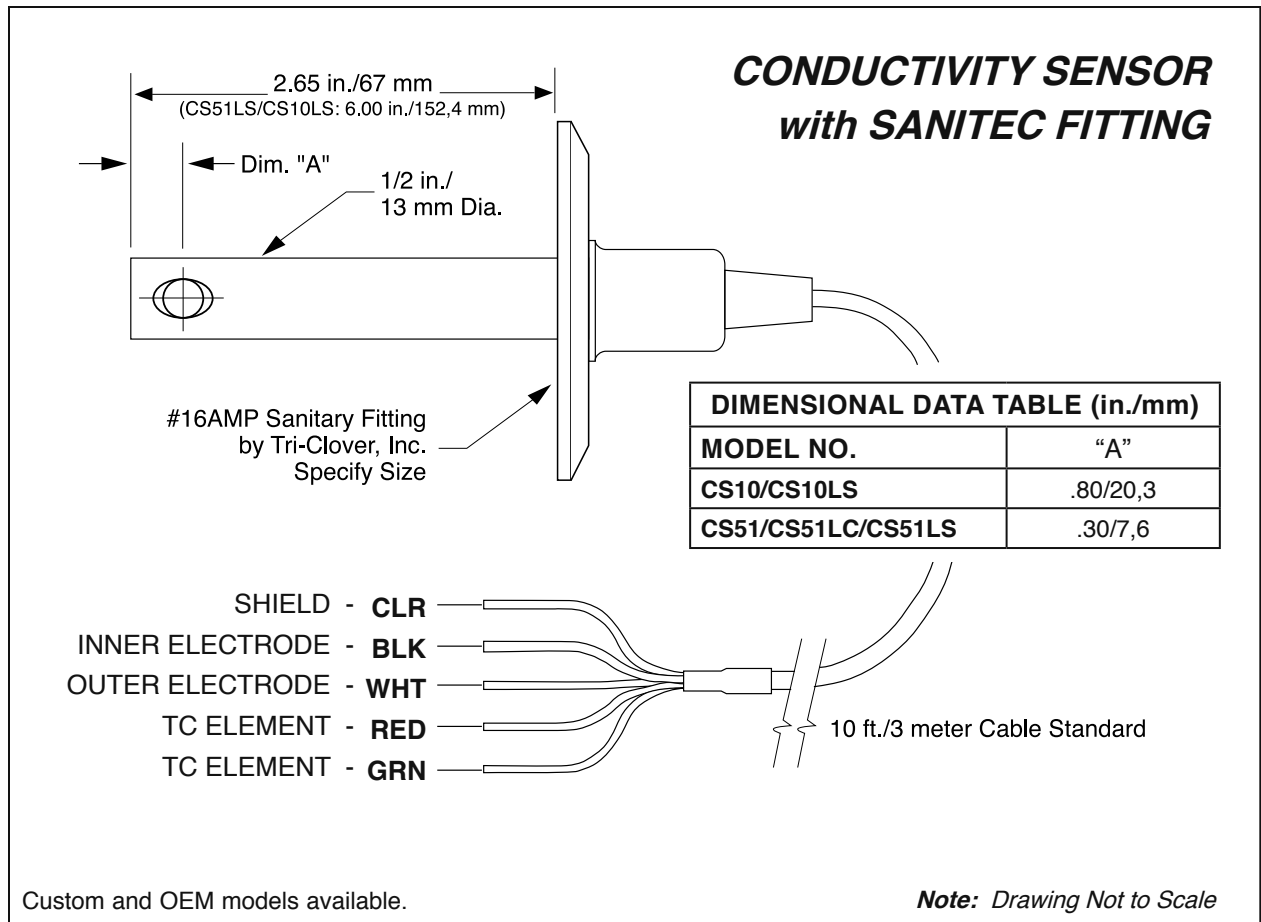 CONDUCTIVITY SENSOR
with SANITEC FITTING
2.65 in./67 mm
(CS51LS/CS10LS: 6.00 in./152,4 mm)
Dim. "A"
1/2 in./
13 mm Dia.
#16AMP Sanitary Fitting
by Tri-Clover, Inc.
Specify Size
DIMENSIONAL DATA TABLE (in./mm)
MODEL NO. “A”
CS10/CS10LS .80/20,3
CS51/CS51LC/CS51LS .30/7,6
SHIELD - CLR
INNER ELECTRODE - BLK
OUTER ELECTRODE - WHT
TC ELEMENT - RED
TC ELEMENT - GRN
10 ft./3 meter Cable Standard
Custom and OEM models available.
Note: Drawing Not to Scale